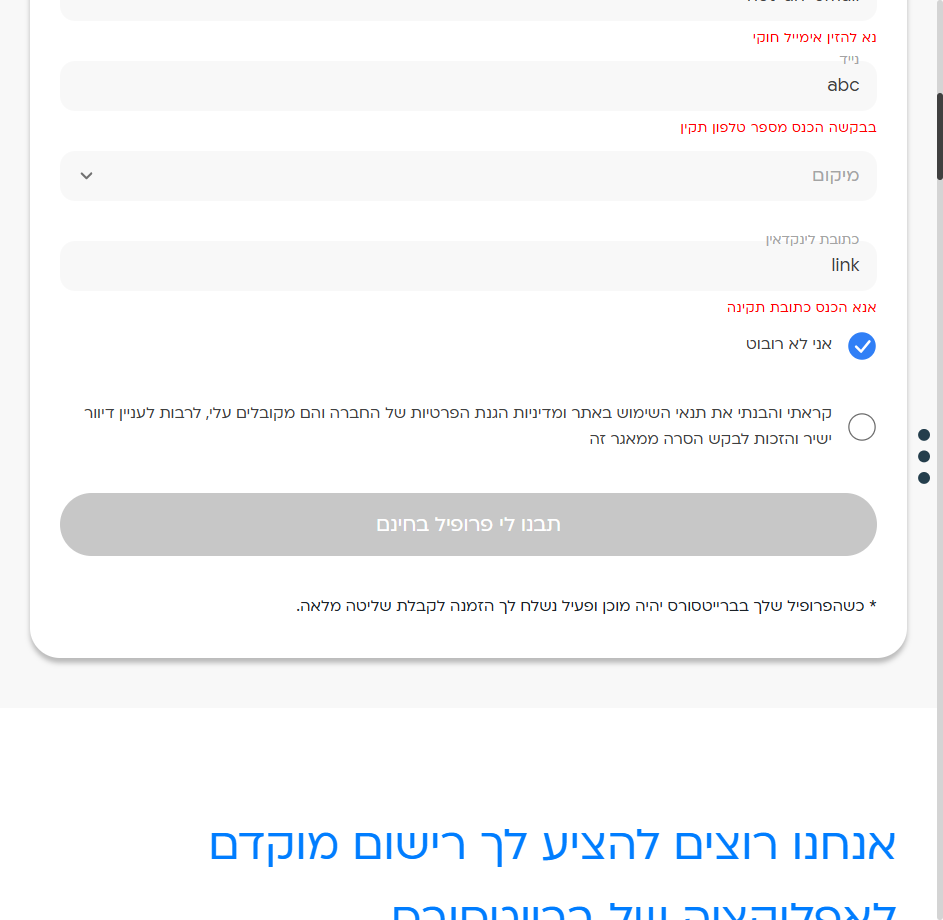 נא להזין אימייל חוקי
נייד
abc
בבקשה הכנס מספר טלפון תקין
מיקום
כתובת לינקדאין
link
אנא הכנס כתובת תקינה
אני לא רובוט
קראתי והבנתי את תנאי השימוש באתר ומדיניות הגנת הפרטיות של החברה והם מקובלים עלי, לרבות לעניין דיוור
ישיר והזכות לבקש הסרה ממאגר זה
תבנו לי פרופיל בחינם
* כשהפרופיל שלך בברייטסורס יהיה מוכן ופעיל נשלח לך הזמנה לקבלת שליטה מלאה.
אנחנו רוצים להציע לך רישום מוקדם
לאפליקציה של ברייטסורס